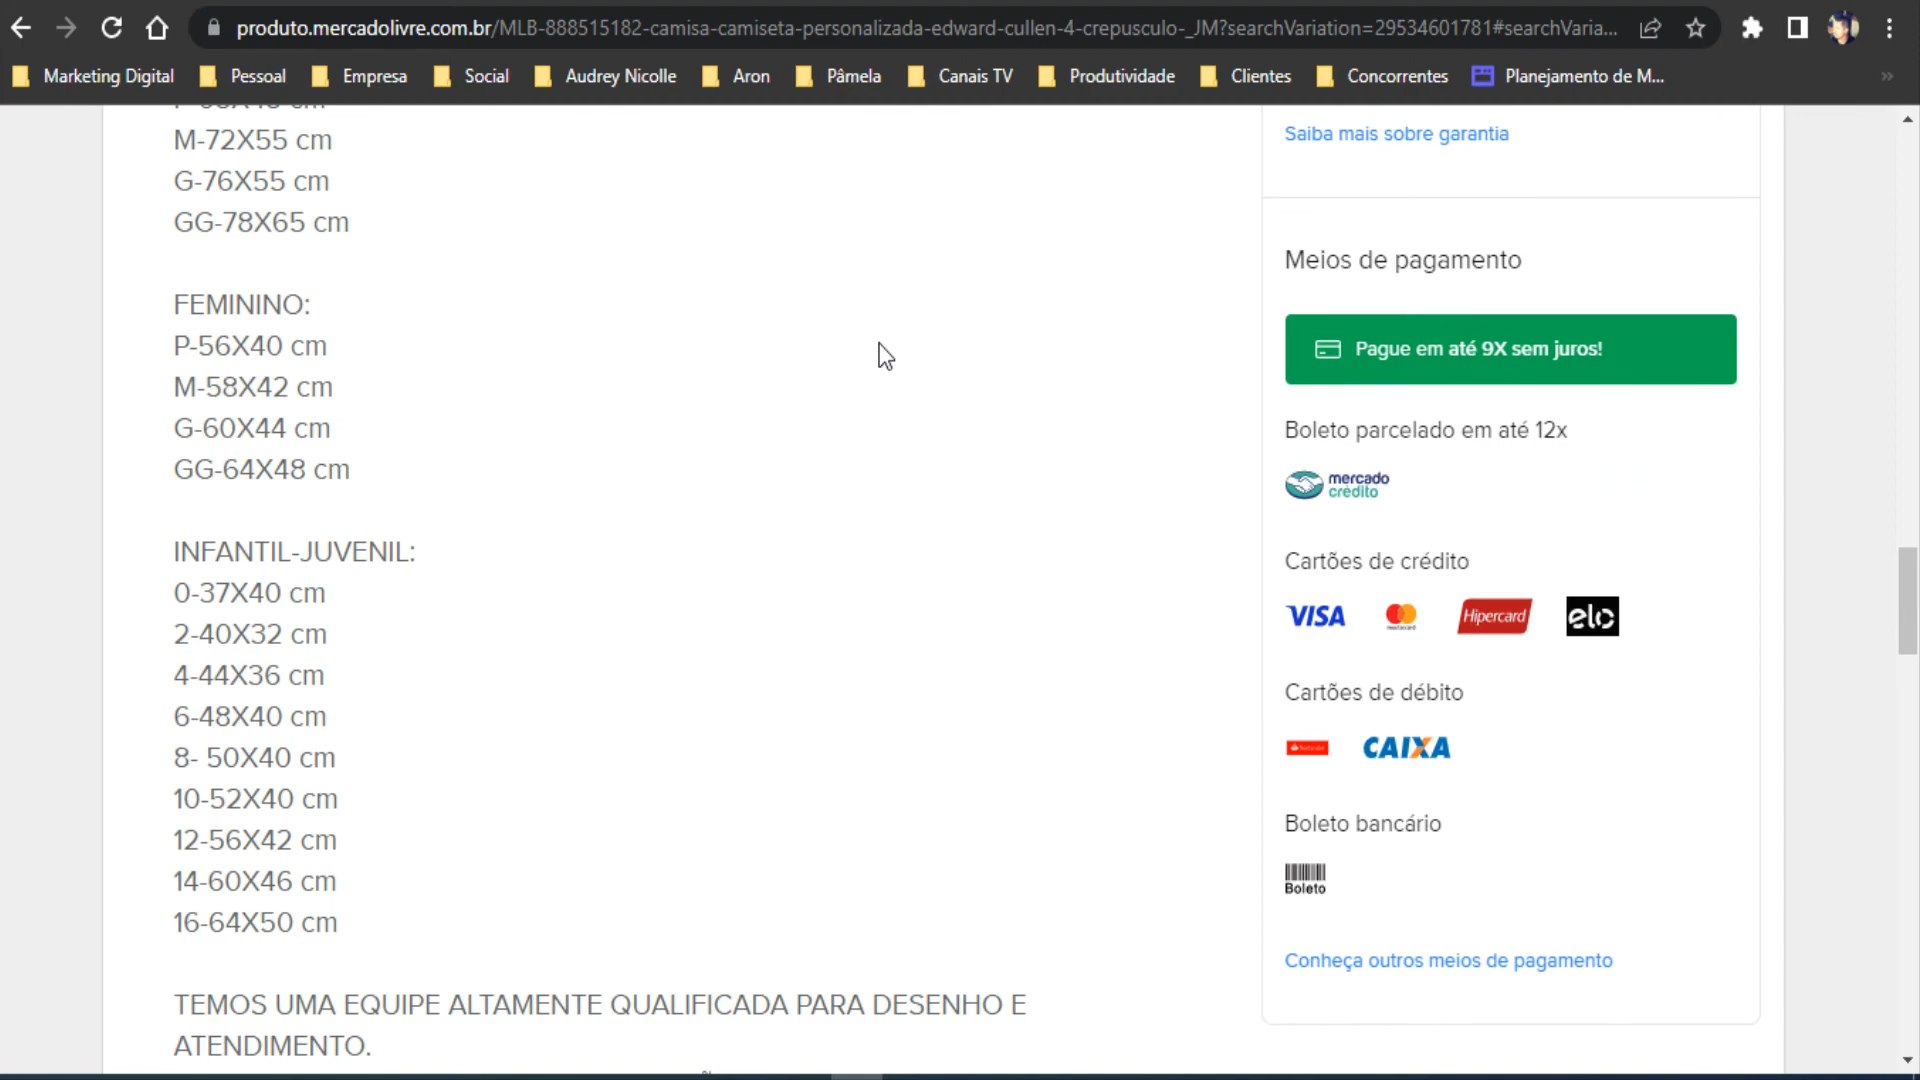 produto.mercadolivre.com.br/MLB-888515182-camisa-camiseta-personalizada-edward-cullen-4-crepusculo-_JM?searchVariation=29534601781#searchVaria...
Marketing Digital Pessoal Empresa Social Audrey Nicolle Aron Pâmela Canais TV Produtividade Clientes Concorrentes Planejamento de M...
M-72X55 cm
G-76X55 cm
GG-78X65 cm
FEMININO:
P-56X40 cm
M-58X42 cm
G-60X44 cm
GG-64X48 cm
INFANTIL-JUVENIL:
0-37X40 cm
2-40X32 cm
4-44X36 cm
6-48X40 cm
8- 50X40 cm
10-52X40 cm
12-56X42 cm
14-60X46 cm
16-64X50 cm
TEMOS UMA EQUIPE ALTAMENTE QUALIFICADA PARA DESENHO E
ATENDIMENTO.
Saiba mais sobre garantia
Meios de pagamento
Pague em até 9X sem juros!
Boleto parcelado em até 12x
mercado
crédito
Cartões de crédito
VISA mastercard Hipercard elo
Cartões de débito
Santander CAIXA
Boleto bancário
Boleto
Conheça outros meios de pagamento